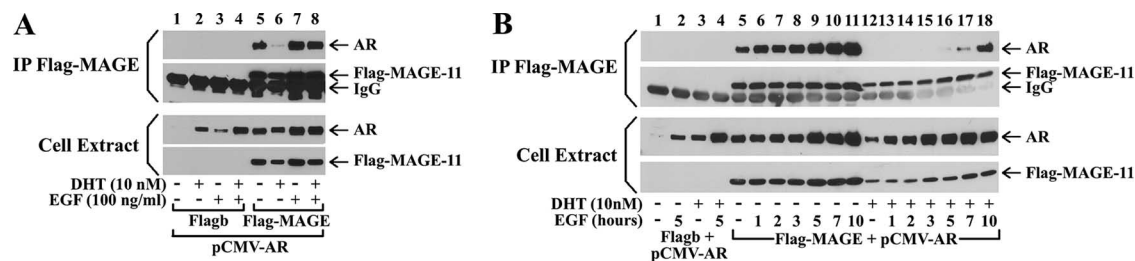 A
1 2 3 4 5 6 7 8
IP Flag-MAGE
← AR
← Flag-MAGE-11
← IgG
Cell Extract
← AR
← Flag-MAGE-11
DHT (10 nM) - + - + - + - +
EGF (100 ng/ml) - - + + - - + +
Flagb Flag-MAGE
pCMV-AR
B
1 2 3 4 5 6 7 8 9 10 11 12 13 14 15 16 17 18
IP Flag-MAGE
← AR
← Flag-MAGE-11
← IgG
Cell Extract
← AR
← Flag-MAGE-11
DHT (10nM) - - + + - - - - - - - + + + + + + +
EGF (hours) - 5 - 5 - 1 2 3 5 7 10 - 1 2 3 5 7 10
Flagb + Flag-MAGE + pCMV-AR
pCMV-AR